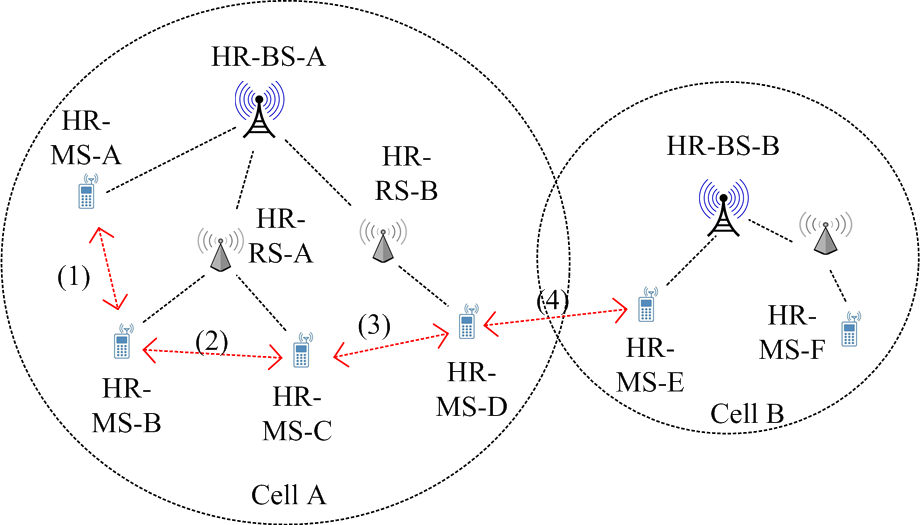 HR-BS-A
HR-
MS-A
HR-
RS-B
HR-BS-B
HR-
RS-A
(1)
(2)
(3)
(4)
HR-
MS-B
HR-
MS-C
HR-
MS-D
HR-
MS-E
HR-
MS-F
Cell B
Cell A